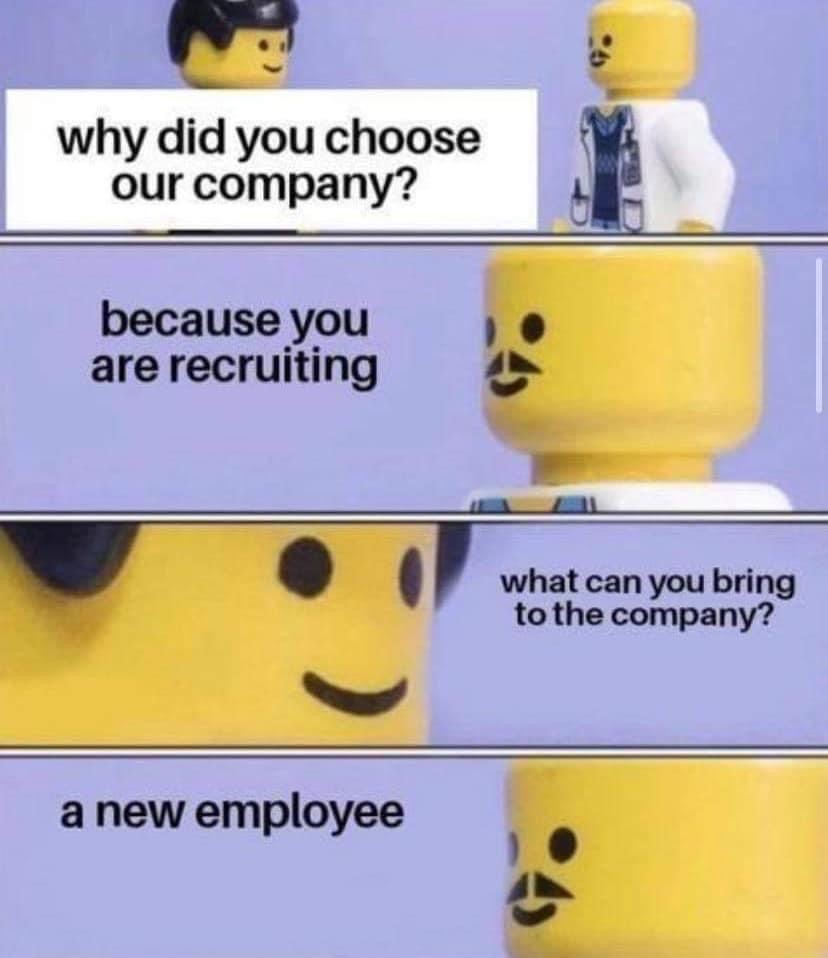 why did you choose
our company?
because you
are recruiting
what can you bring
to the company?
a new employee